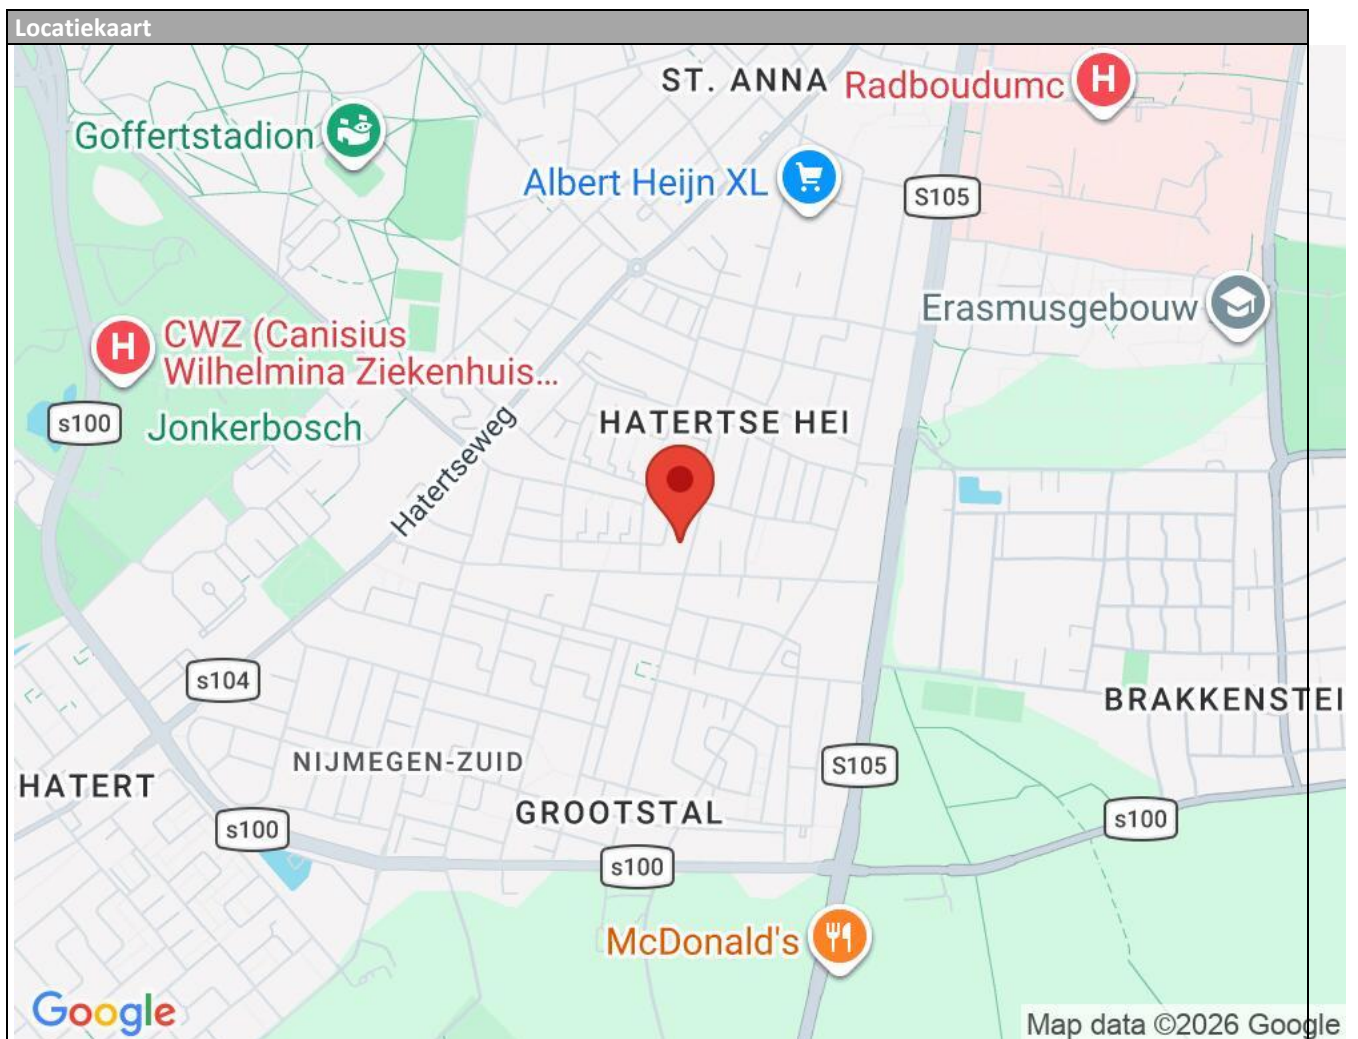 Locatiekaart
ST. ANNA
Radboudumc
H
Goffertstadion
Albert Heijn XL
S105
Erasmusgebouw
H
CWZ (Canisius
Wilhelmina Ziekenhuis...
s100
Jonkerbosch
HATERTSE HEI
Hatertseweg
s104
BRAKKENSTEI
NIJMEGEN-ZUID
S105
HATERT
GROOTSTAL
s100
s100
s100
McDonald's
Google
Map data ©2026 Google